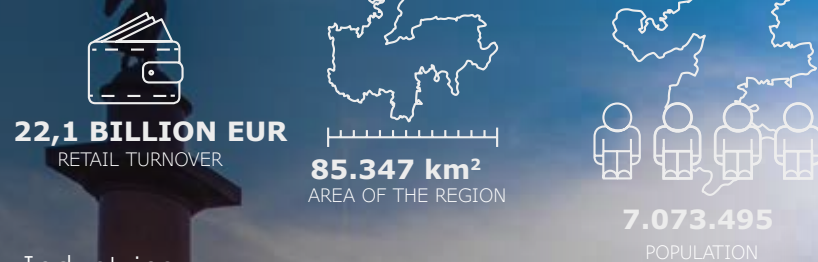 22,1 BILLION EUR
RETAIL TURNOVER
85.347 km²
AREA OF THE REGION
7.073.495
POPULATION